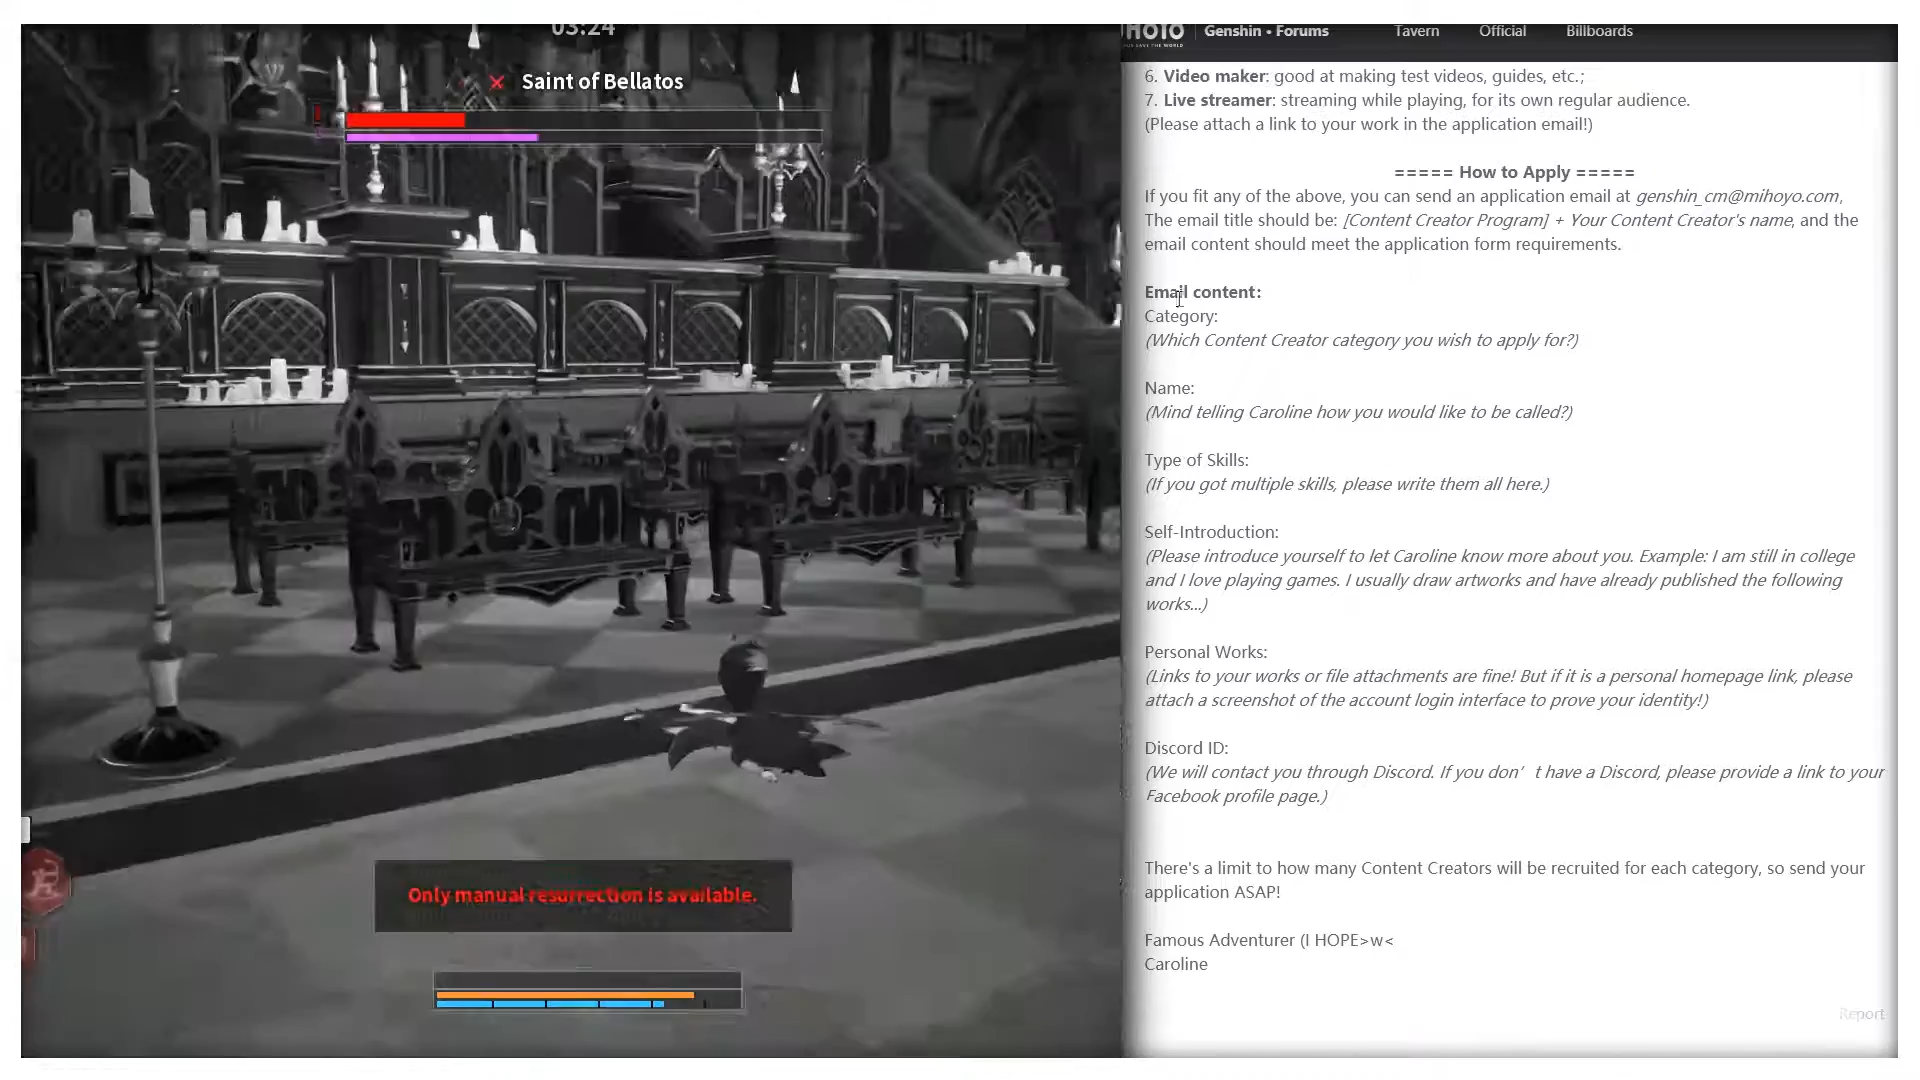 03:24
Saint of Bellatos
Only manual resurrection is available.
Genshin • Forums
Tavern
Official
Billboards
6. Video maker: good at making test videos, guides, etc.;
7. Live streamer: streaming while playing, for its own regular audience.
(Please attach a link to your work in the application email!)
===== How to Apply =====
If you fit any of the above, you can send an application email at genshin_cm@mihoyo.com,
The email title should be: [Content Creator Program] + Your Content Creator's name, and the
email content should meet the application form requirements.
Email content:
Category:
(Which Content Creator category you wish to apply for?)
Name:
(Mind telling Caroline how you would like to be called?)
Type of Skills:
(If you got multiple skills, please write them all here.)
Self-Introduction:
(Please introduce yourself to let Caroline know more about you. Example: I am still in college
and I love playing games. I usually draw artworks and have already published the following
works...)
Personal Works:
(Links to your works or file attachments are fine! But if it is a personal homepage link, please
attach a screenshot of the account login interface to prove your identity!)
Discord ID:
(We will contact you through Discord. If you don’t have a Discord, please provide a link to your
Facebook profile page.)
There's a limit to how many Content Creators will be recruited for each category, so send your
application ASAP!
Famous Adventurer (I HOPE>w<
Caroline
Report